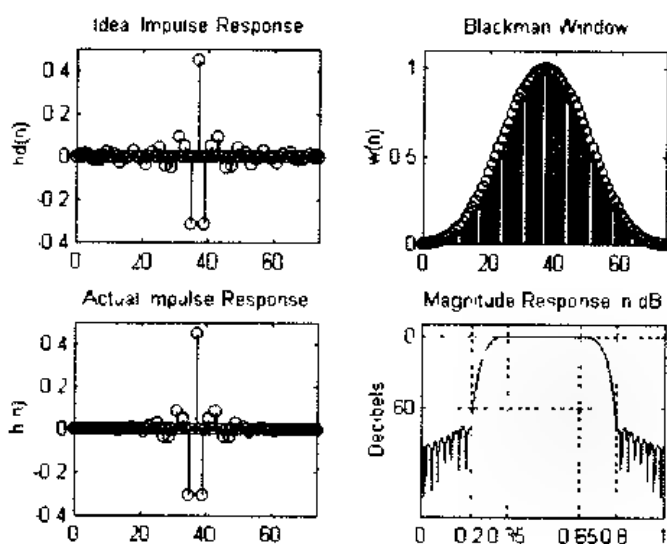 Idea Impulse Response
Blackman Window
0.4
0.2
0
-0.2
-0.4
hd(n)
0 20 40 60
1
0.5
0
w(n)
0 20 40 60
Actual Impulse Response
Magnitude Response n dB
0.4
0.2
0
-0.2
-0.4
h n)
0 20 40 60
0
60
Decibels
0 0.2 0.35 0.65 0.8 1